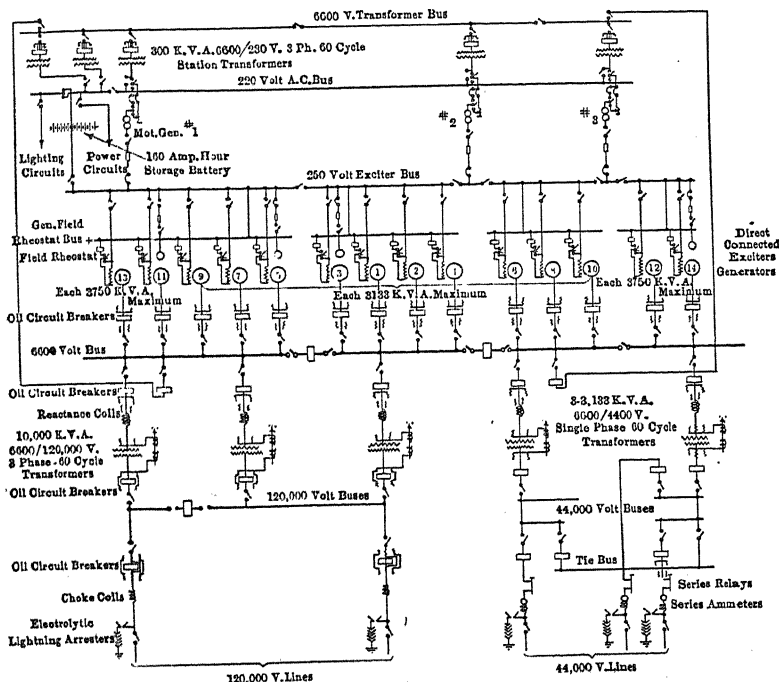 6600 V. Transformer Bus
300 K.V.A. 6600/230 V. 3 Ph. 60 Cycle
Station Transformers
220 Volt A.C. Bus
Mot. Gen. #1
#2
#3
Lighting
Circuits
Power
Circuits
160 Amp. Hour
Storage Battery
250 Volt Exciter Bus
Gen. Field
Rheostat Bus +
Field Rheostat
Direct
Connected
Exciters
Generators
13
11
9
7
3
1
2
10
12
14
Each 3750 K.V.A.
Maximum
Each 3133 K.V.A. Maximum
Each 3750 K.V.A.
Maximum
Oil Circuit Breakers
6600 Volt Bus
Oil Circuit Breakers
Reactance Coils
10,000 K.V.A.
6600/120,000 V.
3 Phase - 60 Cycle
Transformers
3-3,133 K.V.A.
6600/4400 V.
Single Phase 60 Cycle
Transformers
Oil Circuit Breakers
120,000 Volt Buses
44,000 Volt Buses
Oil Circuit Breakers
Tie Bus
Choke Coils
Series Relays
Series Ammeters
Electrolytic
Lightning Arresters
120,000 V. Lines
44,000 V. Lines